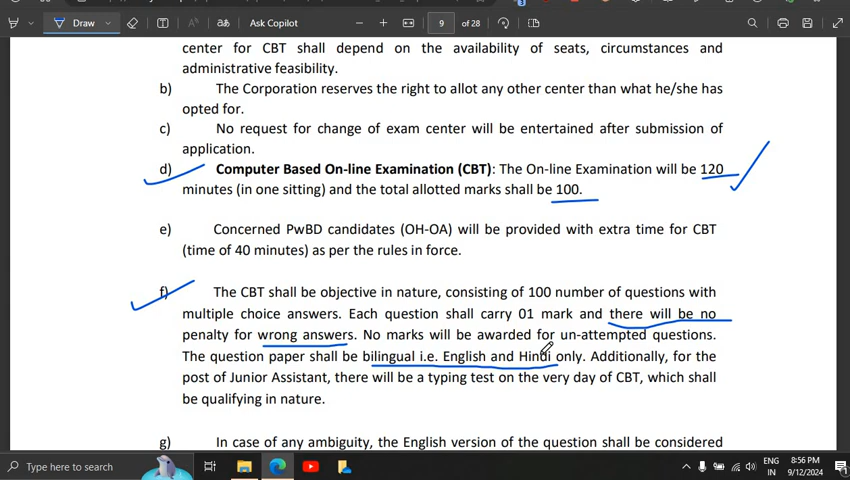 Draw
Ask Copilot
9 of 28
center for CBT shall depend on the availability of seats, circumstances and
administrative feasibility.
b) The Corporation reserves the right to allot any other center than what he/she has
opted for.
c) No request for change of exam center will be entertained after submission of
application.
d) Computer Based On-line Examination (CBT): The On-line Examination will be 120
minutes (in one sitting) and the total allotted marks shall be 100.
e) Concerned PwBD candidates (OH-OA) will be provided with extra time for CBT
(time of 40 minutes) as per the rules in force.
f) The CBT shall be objective in nature, consisting of 100 number of questions with
multiple choice answers. Each question shall carry 01 mark and there will be no
penalty for wrong answers. No marks will be awarded for un-attempted questions.
The question paper shall be bilingual i.e. English and Hindi only. Additionally, for the
post of Junior Assistant, there will be a typing test on the very day of CBT, which shall
be qualifying in nature.
g) In case of any ambiguity, the English version of the question shall be considered
Type here to search
ENG
IN
8:56 PM
9/12/2024